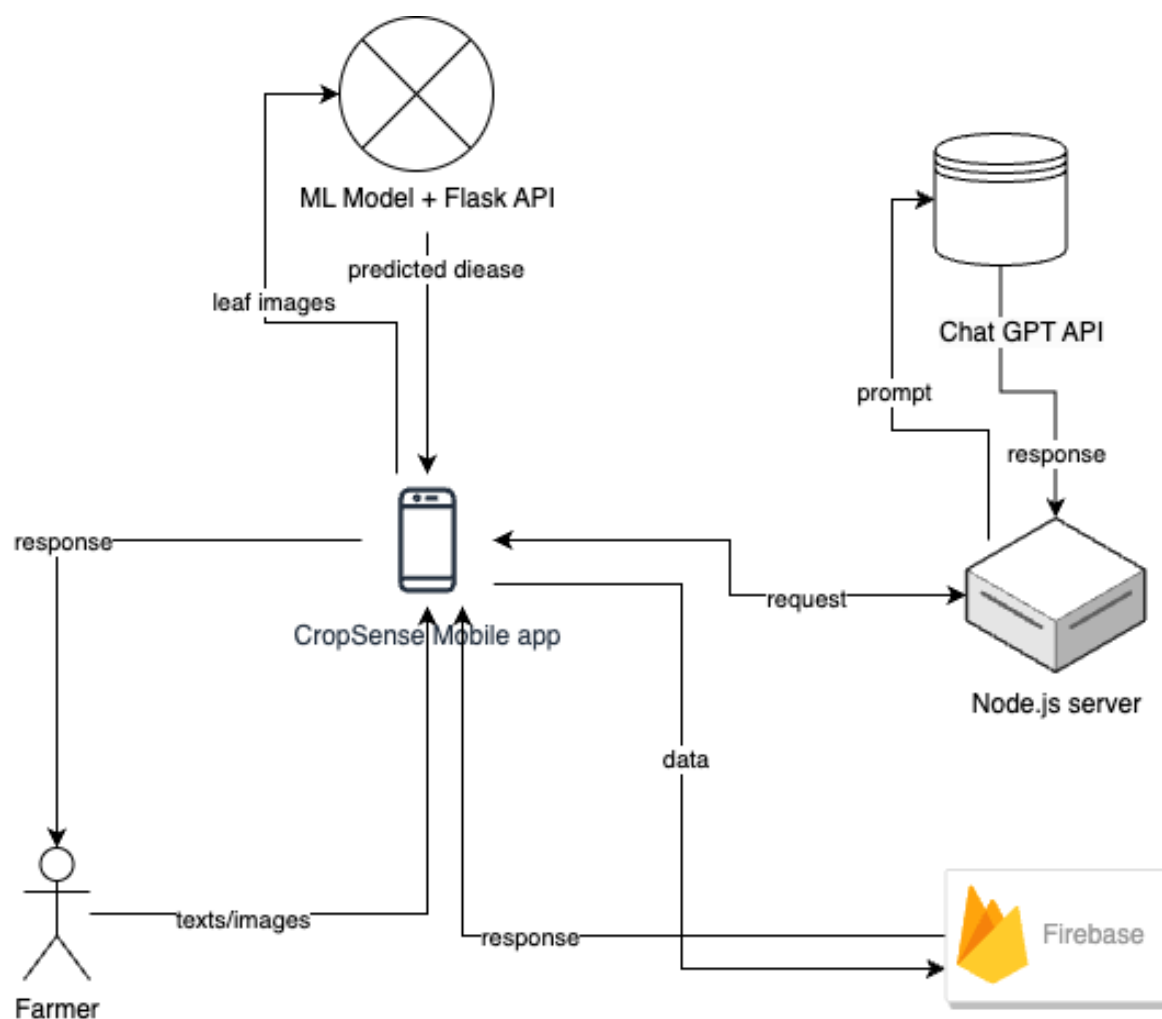 ML Model + Flask API
predicted diease
leaf images
Chat GPT API
prompt
response
response
request
CropSense Mobile app
Node.js server
data
texts/images
response
Firebase
Farmer